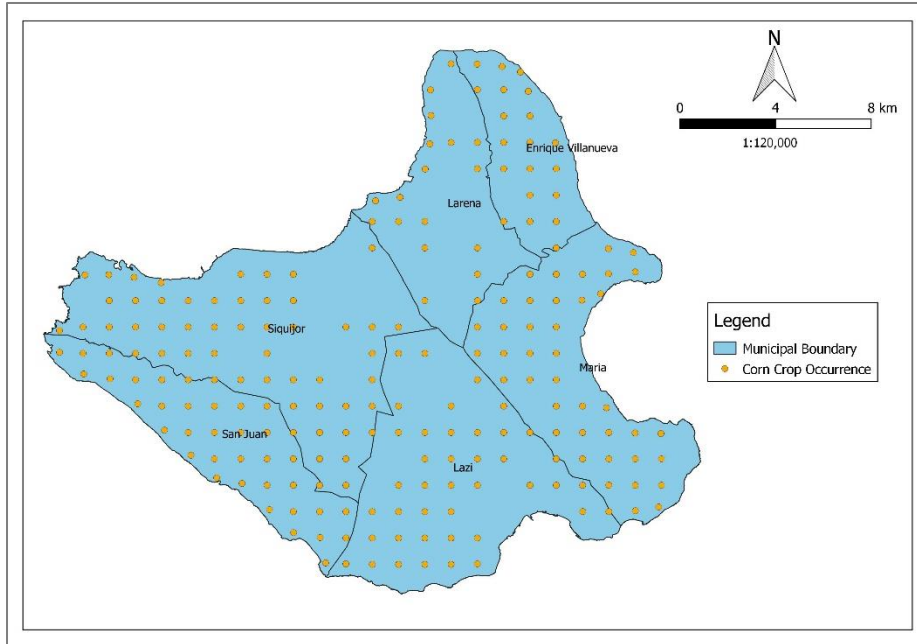 N
0 4 8 km
1:120,000
Enrique Villanueva
Larena
Siquijor
Maria
San Juan
Lazi
Legend
Municipal Boundary
Corn Crop Occurrence